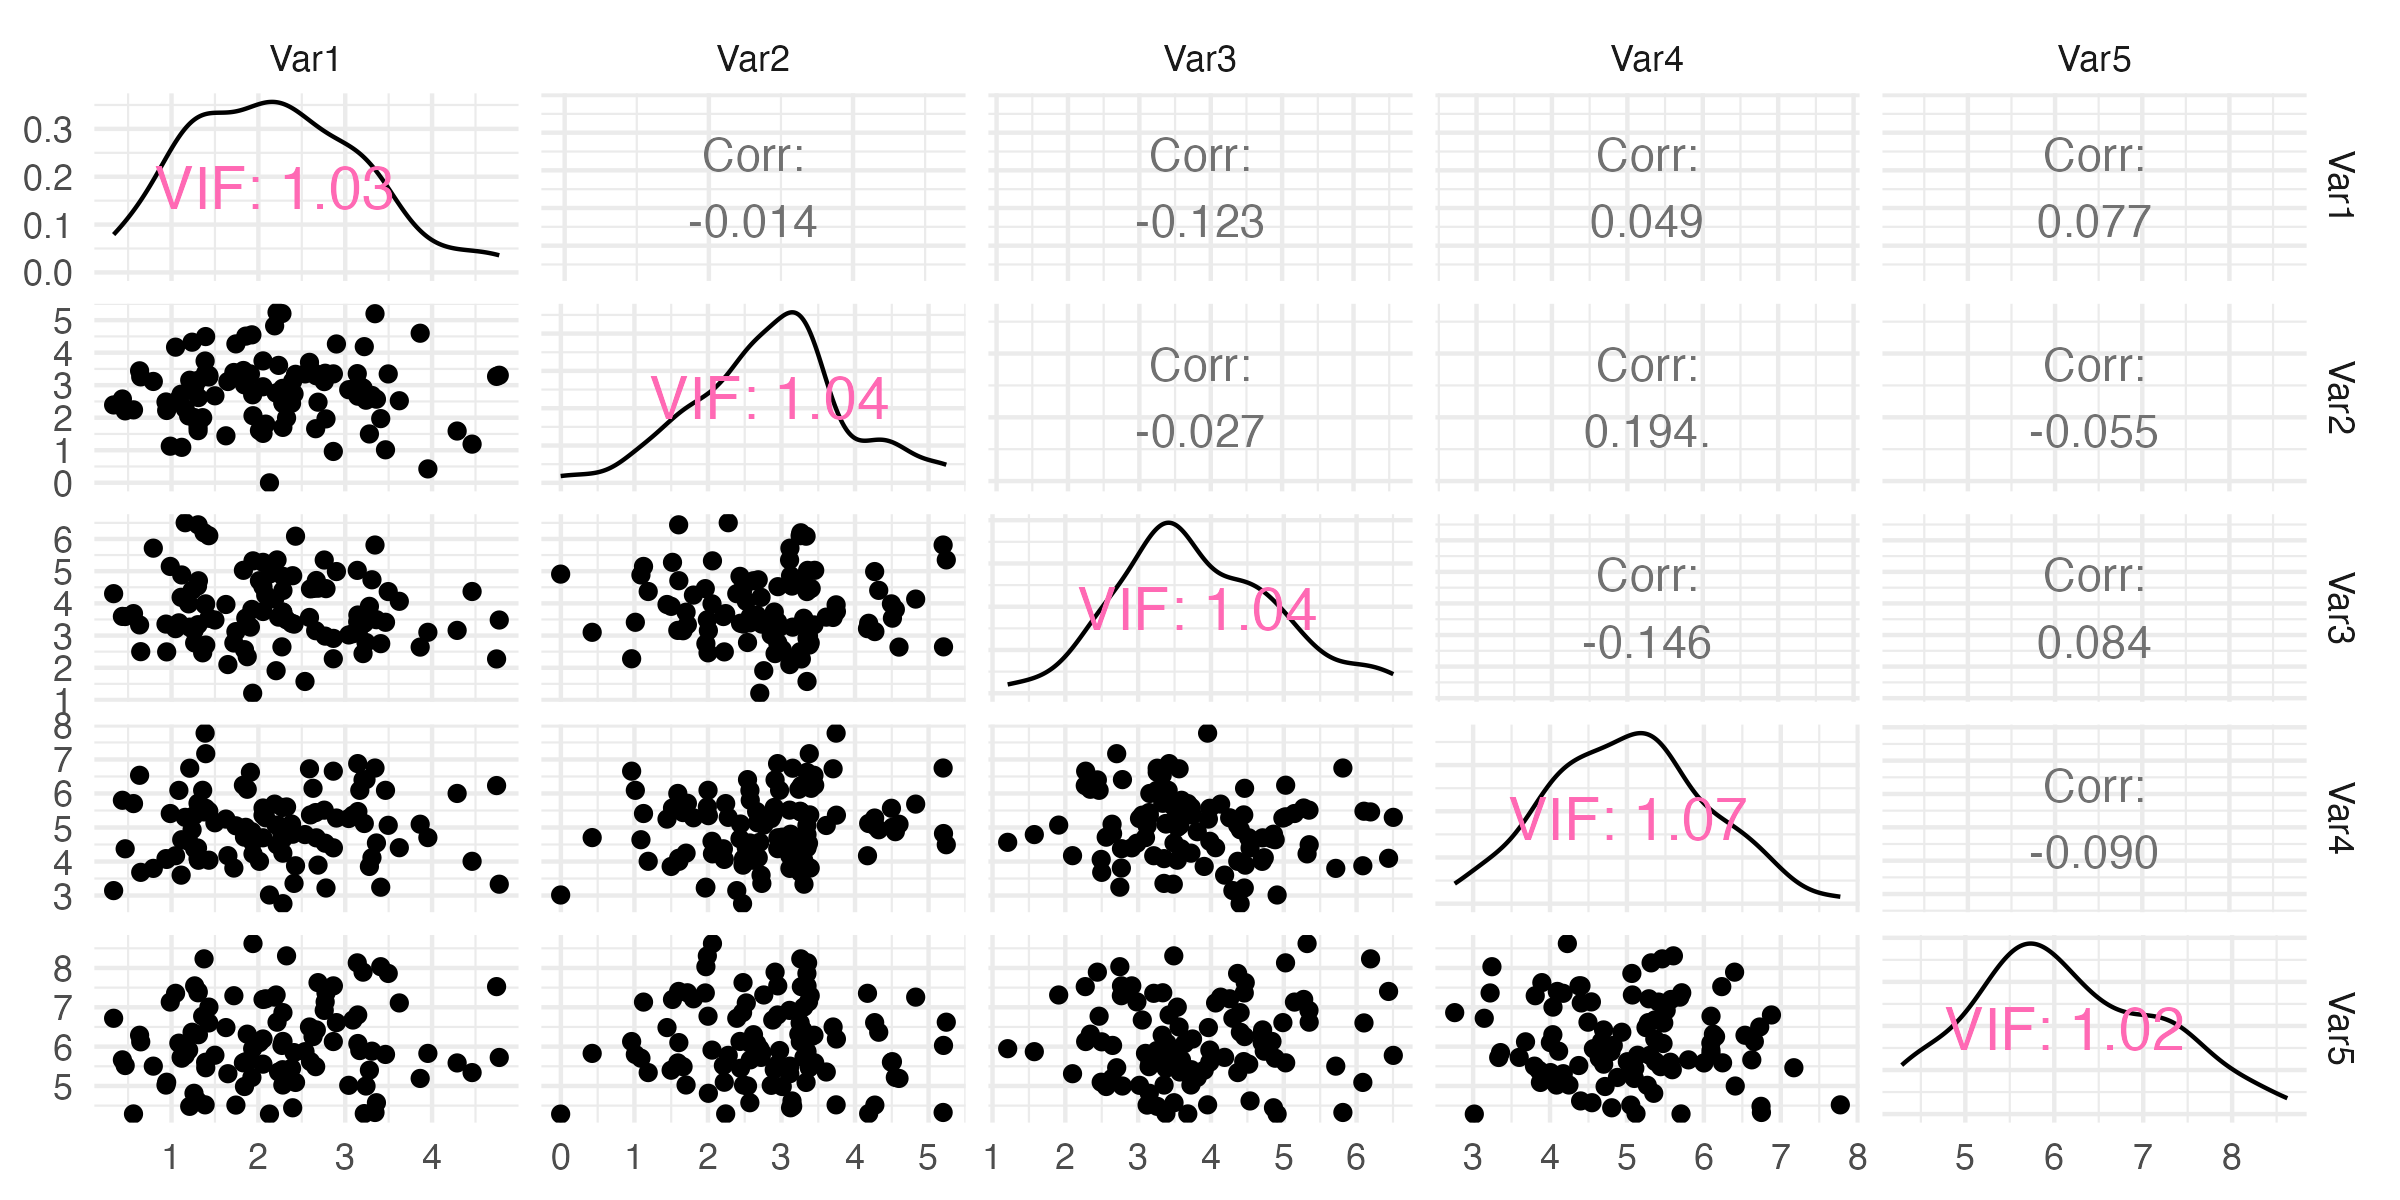 Var1 Var2 Var3 Var4 Var5
0.3
0.2
0.1
0.0
VIF: 1.03
Corr:
-0.014
Corr:
-0.123
Corr:
0.049
Corr:
0.077
Var1
5
4
3
2
1
0
VIF: 1.04
Corr:
-0.027
Corr:
0.194.
Corr:
-0.055
Var2
6
5
4
3
2
1
VIF: 1.04
Corr:
-0.146
Corr:
0.084
Var3
8
7
6
5
4
3
VIF: 1.07
Corr:
-0.090
Var4
8
7
6
5
VIF: 1.02
Var5
1 2 3 4 0 1 2 3 4 5 1 2 3 4 5 6 3 4 5 6 7 8 5 6 7 8